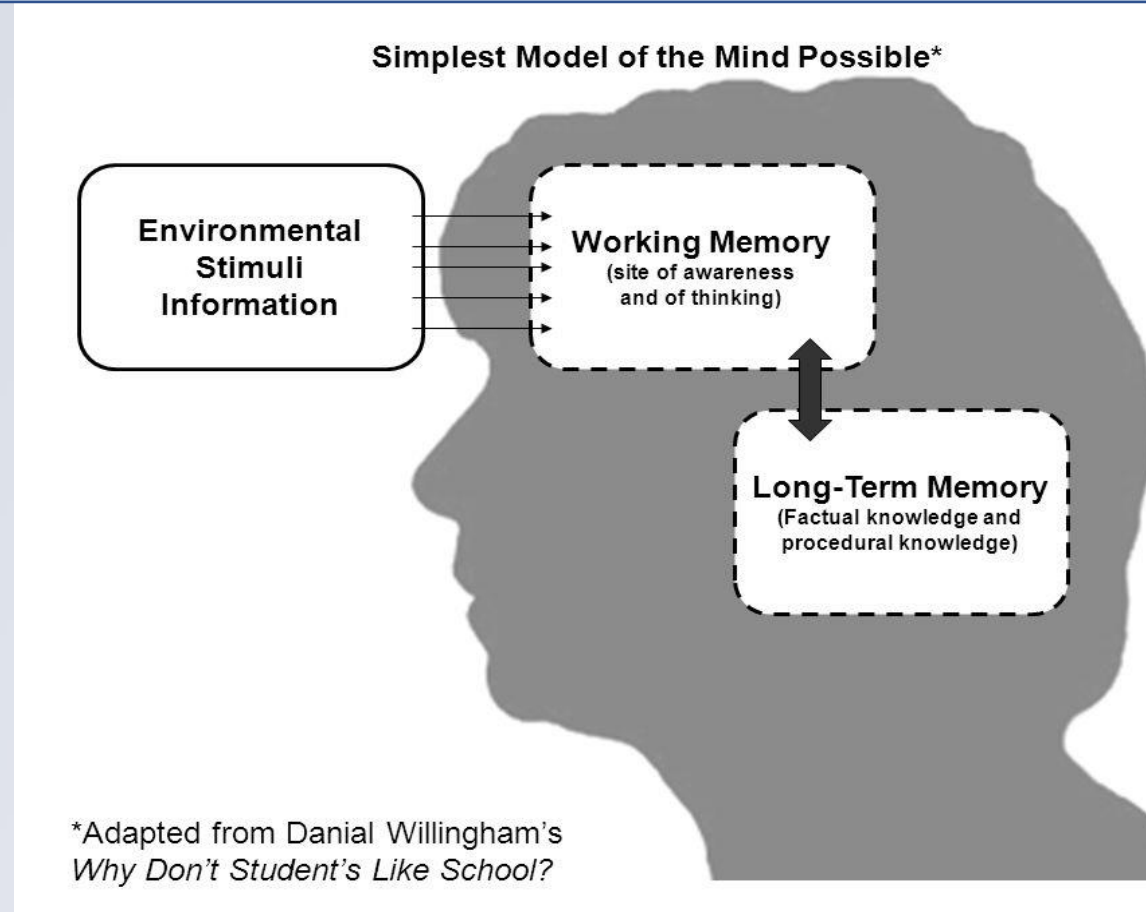 Simplest Model of the Mind Possible*
Environmental
Stimuli
Information
Working Memory
(site of awareness
and of thinking)
Long-Term Memory
(Factual knowledge and
procedural knowledge)
*Adapted from Danial Willingham's
Why Don't Student's Like School?